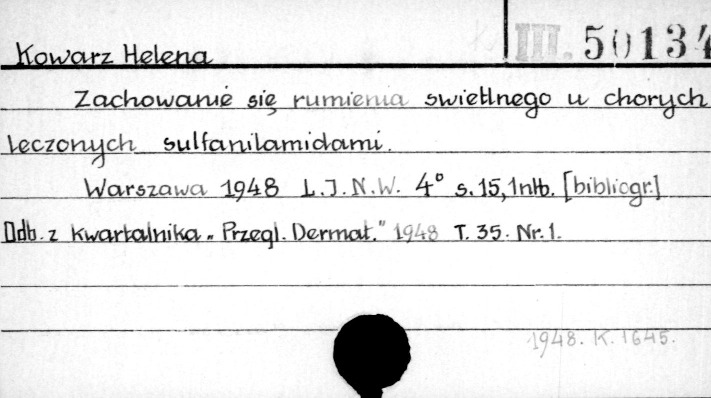 III. 50134
Kowarz Helena
Zachowanie się rumienia swietlnego u chorych
leczonych sulfanilamidami.
Warszawa 1948 L.I.N.W. 4° s. 15, 1nlb. [bibliogr.]
Odb. z kwartalnika „Przegl. Dermat." 1948 T. 35. Nr. 1.
1948. K. 1645.